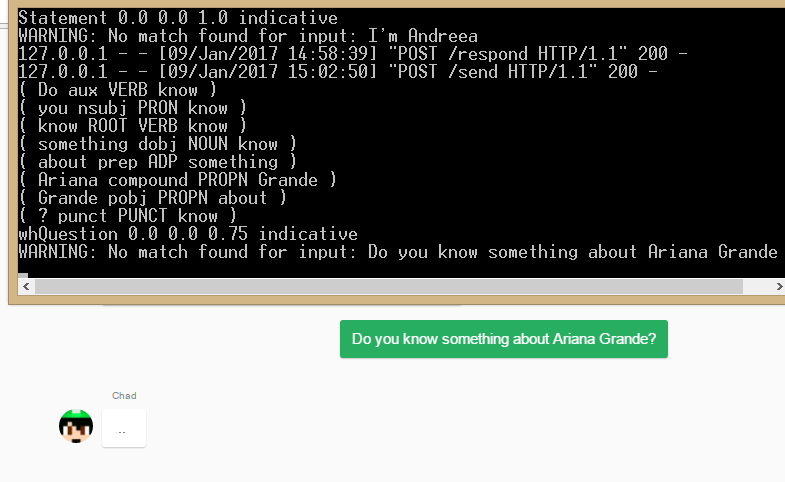 Statement 0.0 0.0 1.0 indicative
WARNING: No match found for input: I'm Andreea
127.0.0.1 - - [09/Jan/2017 14:58:39] "POST /respond HTTP/1.1" 200 -
127.0.0.1 - - [09/Jan/2017 15:02:50] "POST /send HTTP/1.1" 200 -
( Do aux VERB know )
( you nsubj PRON know )
( know ROOT VERB know )
( something dobj NOUN know )
( about prep ADP something )
( Ariana compound PROPN Grande )
( Grande pobj PROPN about )
( ? punct PUNCT know )
whQuestion 0.0 0.0 0.75 indicative
WARNING: No match found for input: Do you know something about Ariana Grande
Do you know something about Ariana Grande?
Chad
..